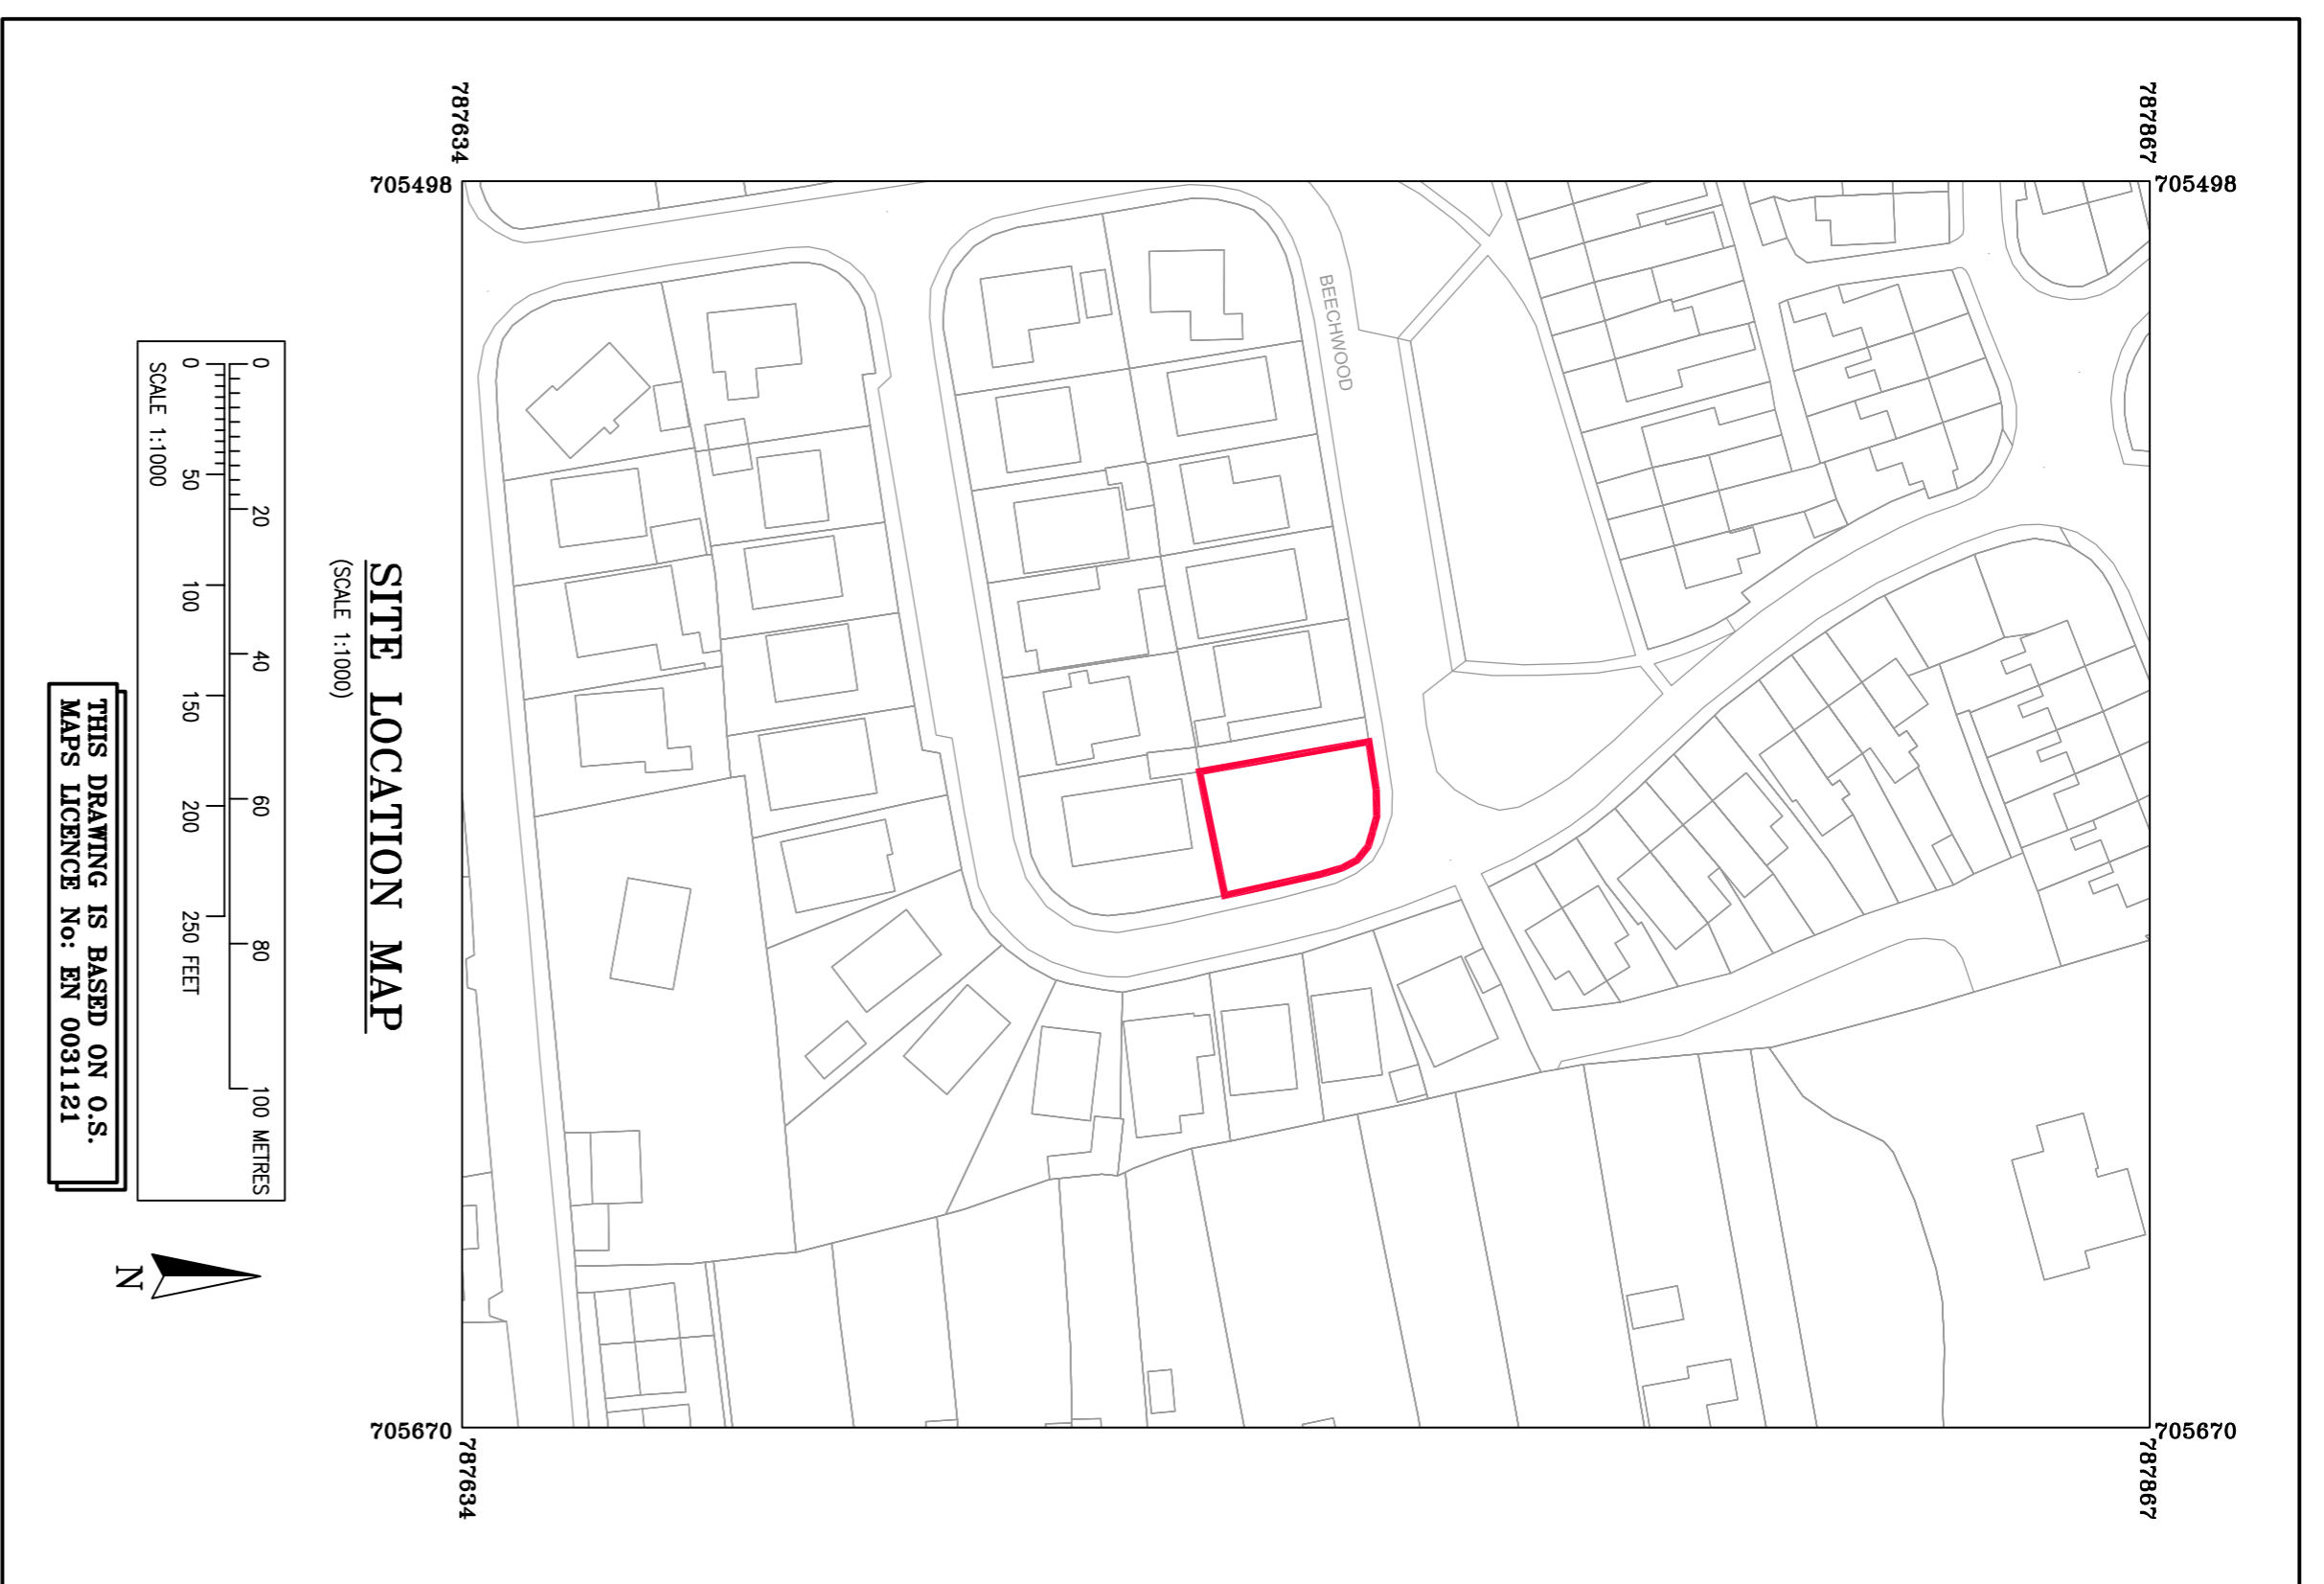 787634
787867
705498
705498
BEECHWOOD
705670
705670
787634
787867
SITE LOCATION MAP
(SCALE 1:1000)
0 20 40 60 80 100 METRES
0 50 100 150 200 250 FEET
SCALE 1:1000
THIS DRAWING IS BASED ON O.S.
MAPS LICENCE No: EN 0031121
N